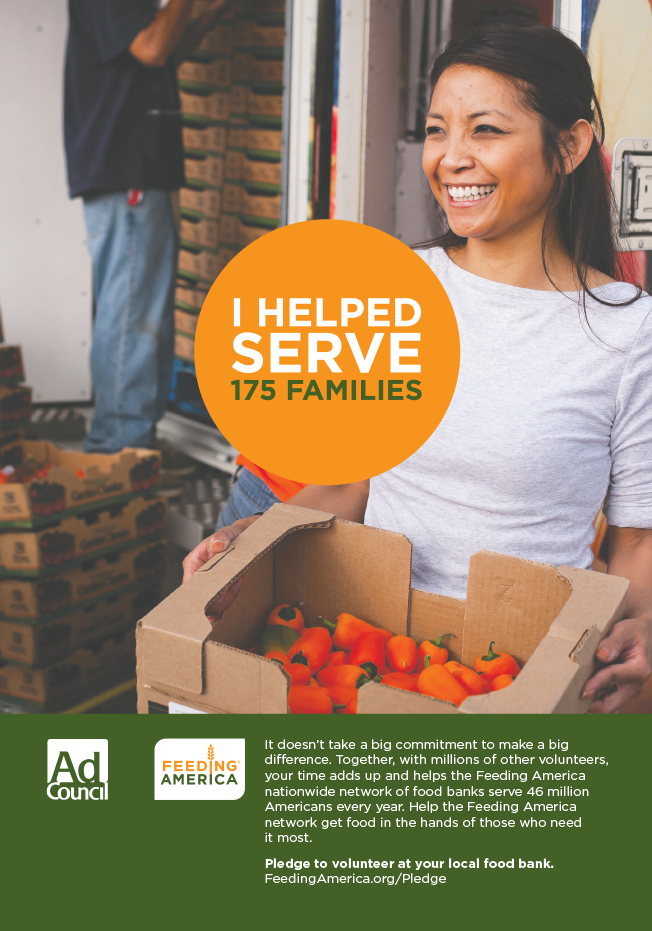 I HELPED
SERVE
175 FAMILIES
Ad
Council
FEEDING®
AMERICA
It doesn't take a big commitment to make a big
difference. Together, with millions of other volunteers,
your time adds up and helps the Feeding America
nationwide network of food banks serve 46 million
Americans every year. Help the Feeding America
network get food in the hands of those who need
it most.
Pledge to volunteer at your local food bank.
FeedingAmerica.org/Pledge